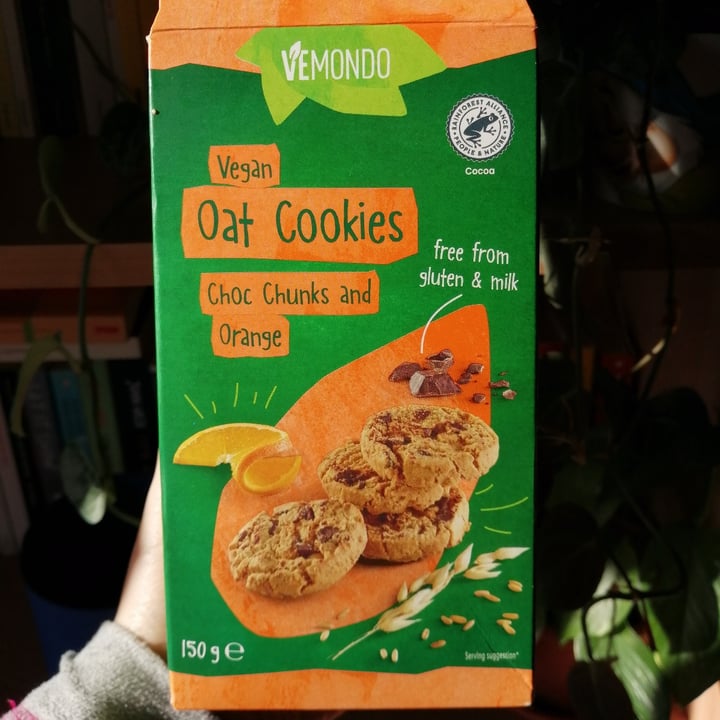 VEMONDO
RAINFOREST ALLIANCE
PEOPLE & NATURE
Cocoa
Vegan
Oat Cookies
free from
gluten & milk
Choc Chunks and
Orange
150 g ℮
Serving suggestion*